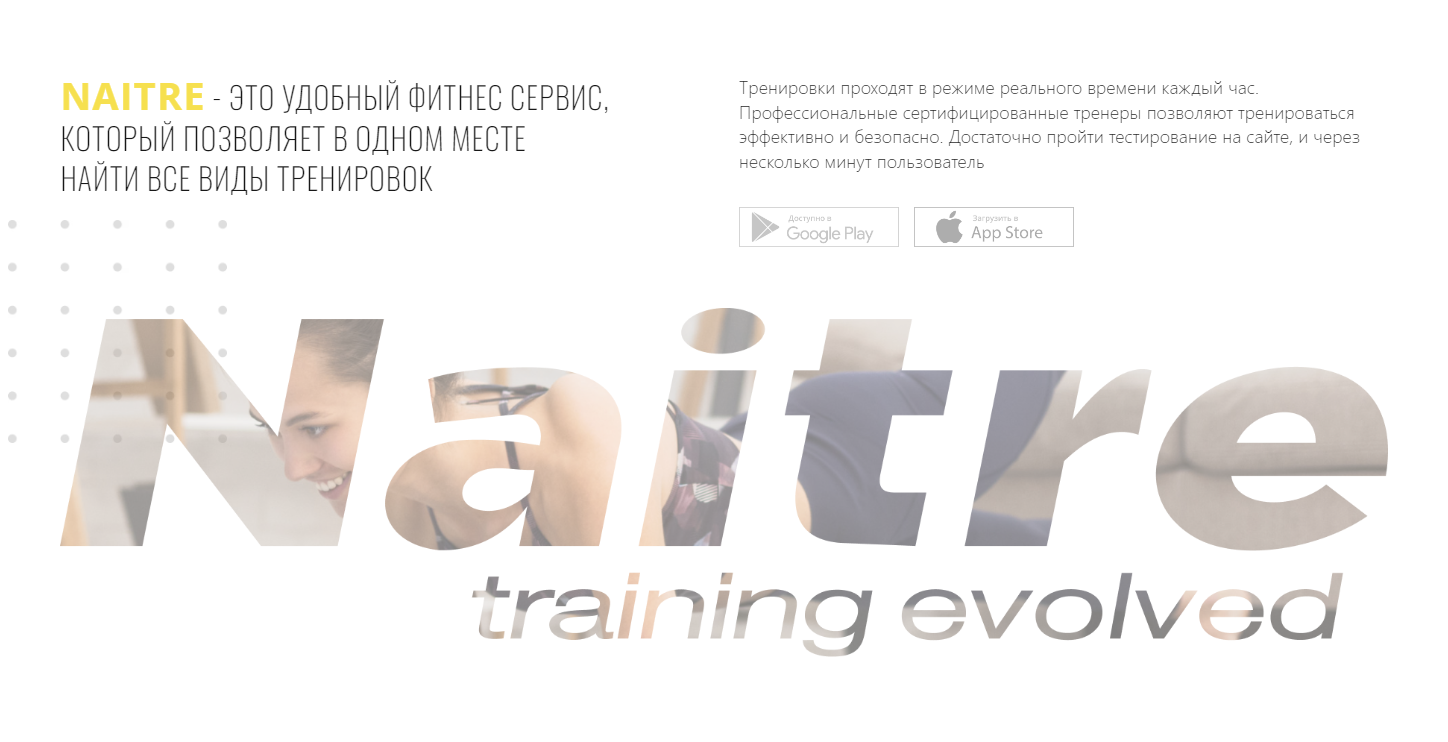 NAITRE - ЭТО УДОБНЫЙ ФИТНЕС СЕРВИС,
КОТОРЫЙ ПОЗВОЛЯЕТ В ОДНОМ МЕСТЕ
НАЙТИ ВСЕ ВИДЫ ТРЕНИРОВОК
Тренировки проходят в режиме реального времени каждый час.
Профессиональные сертифицированные тренеры позволяют тренироваться
эффективно и безопасно. Достаточно пройти тестирование на сайте, и через
несколько минут пользователь
Доступно в
Google Play
Загрузить в
App Store
Naitre
training evolved